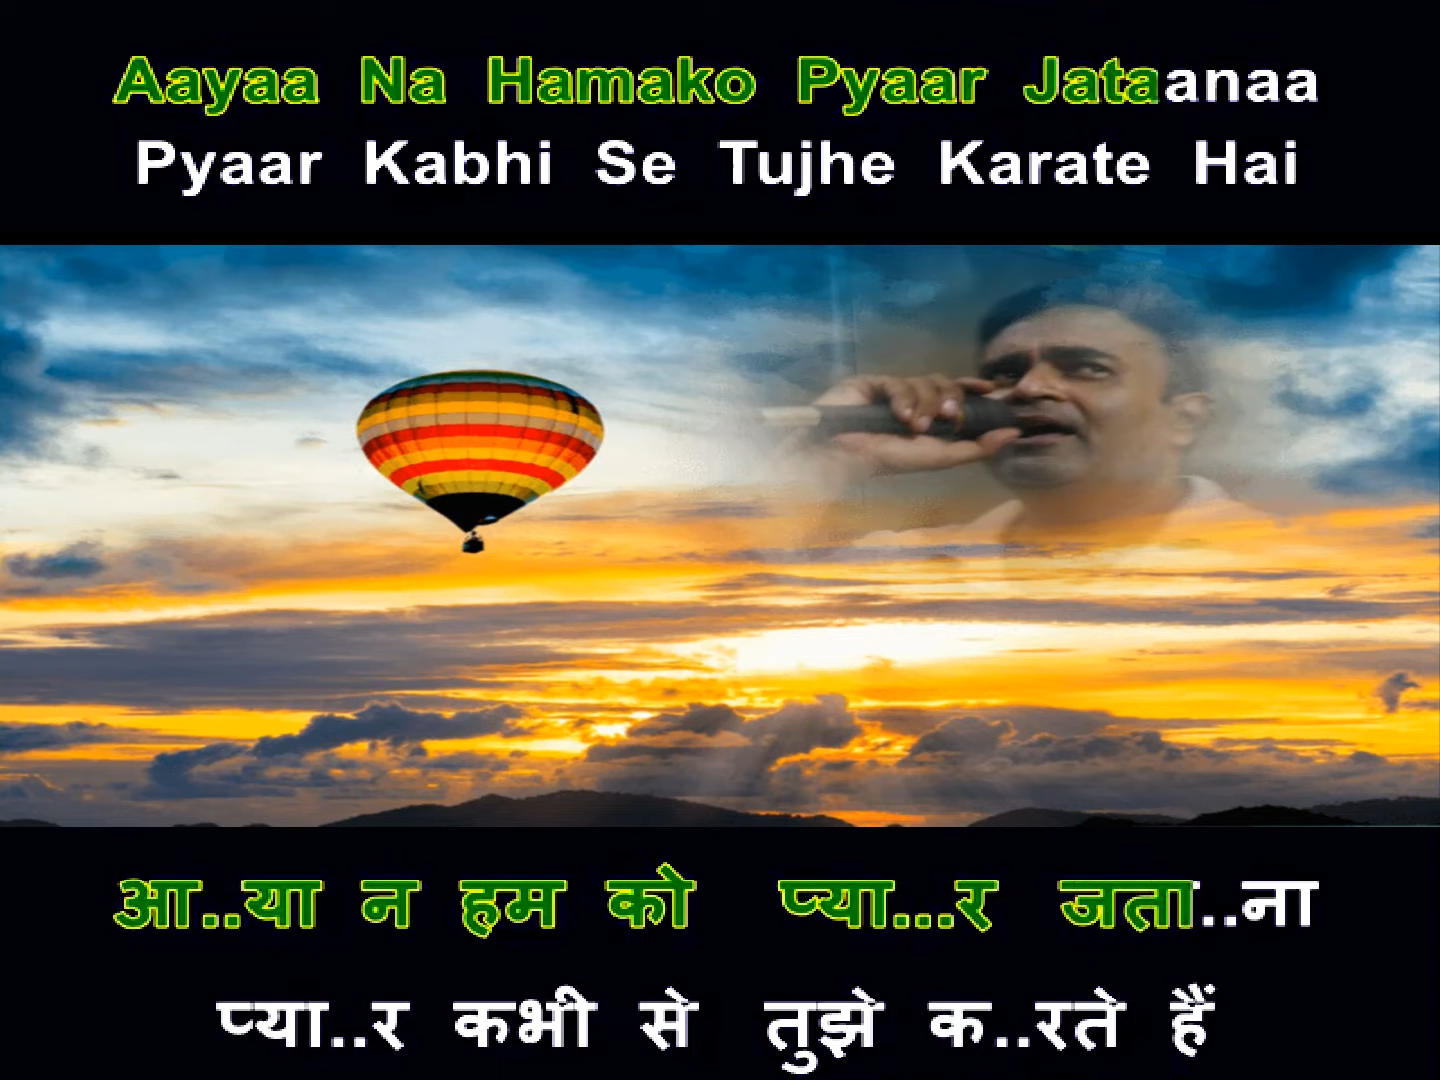 Aayaa Na Hamako Pyaar Jataanaa
Pyaar Kabhi Se Tujhe Karate Hai
आ..या न हम को प्या...र जता..ना
प्या..र कभी से तुझे क..रते हैं